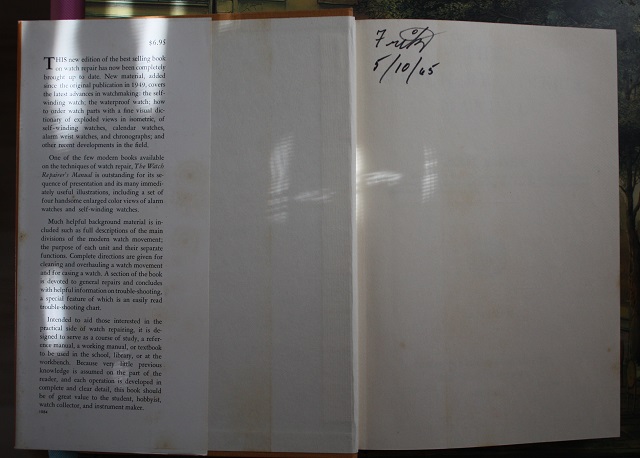 $6.95
THIS new edition of the best selling book
on watch repair has now been completely
brought up to date. New material, added
since the original publication in 1949, covers
the latest advances in watchmaking: the self-
winding watch; the waterproof watch; how
to order watch parts with a fine visual dic-
tionary of exploded views in isometric, of
self-winding watches, calendar watches,
alarm wrist watches, and chronographs; and
other recent developments in the field.
One of the few modern books available
on the techniques of watch repair, The Watch
Repairer's Manual is outstanding for its se-
quence of presentation and its many immedi-
ately useful illustrations, including a set of
four handsome enlarged color views of alarm
watches and self-winding watches.
Much helpful background material is in-
cluded such as full descriptions of the main
divisions of the modern watch movement;
the purpose of each unit and their separate
functions. Complete directions are given for
cleaning and overhauling a watch movement
and for casing a watch. A section of the book
is devoted to general repairs and concludes
with helpful information on trouble-shooting,
a special feature of which is an easily read
trouble-shooting chart.
Intended to aid those interested in the
practical side of watch repairing, it is de-
signed to serve as a course of study, a refer-
ence manual, a working manual, or textbook
to be used in the school, library, or at the
workbench. Because very little previous
knowledge is assumed on the part of the
reader, and each operation is developed in
complete and clear detail, this book should
be of great value to the student, hobbyist,
watch collector, and instrument maker.
5/10/65